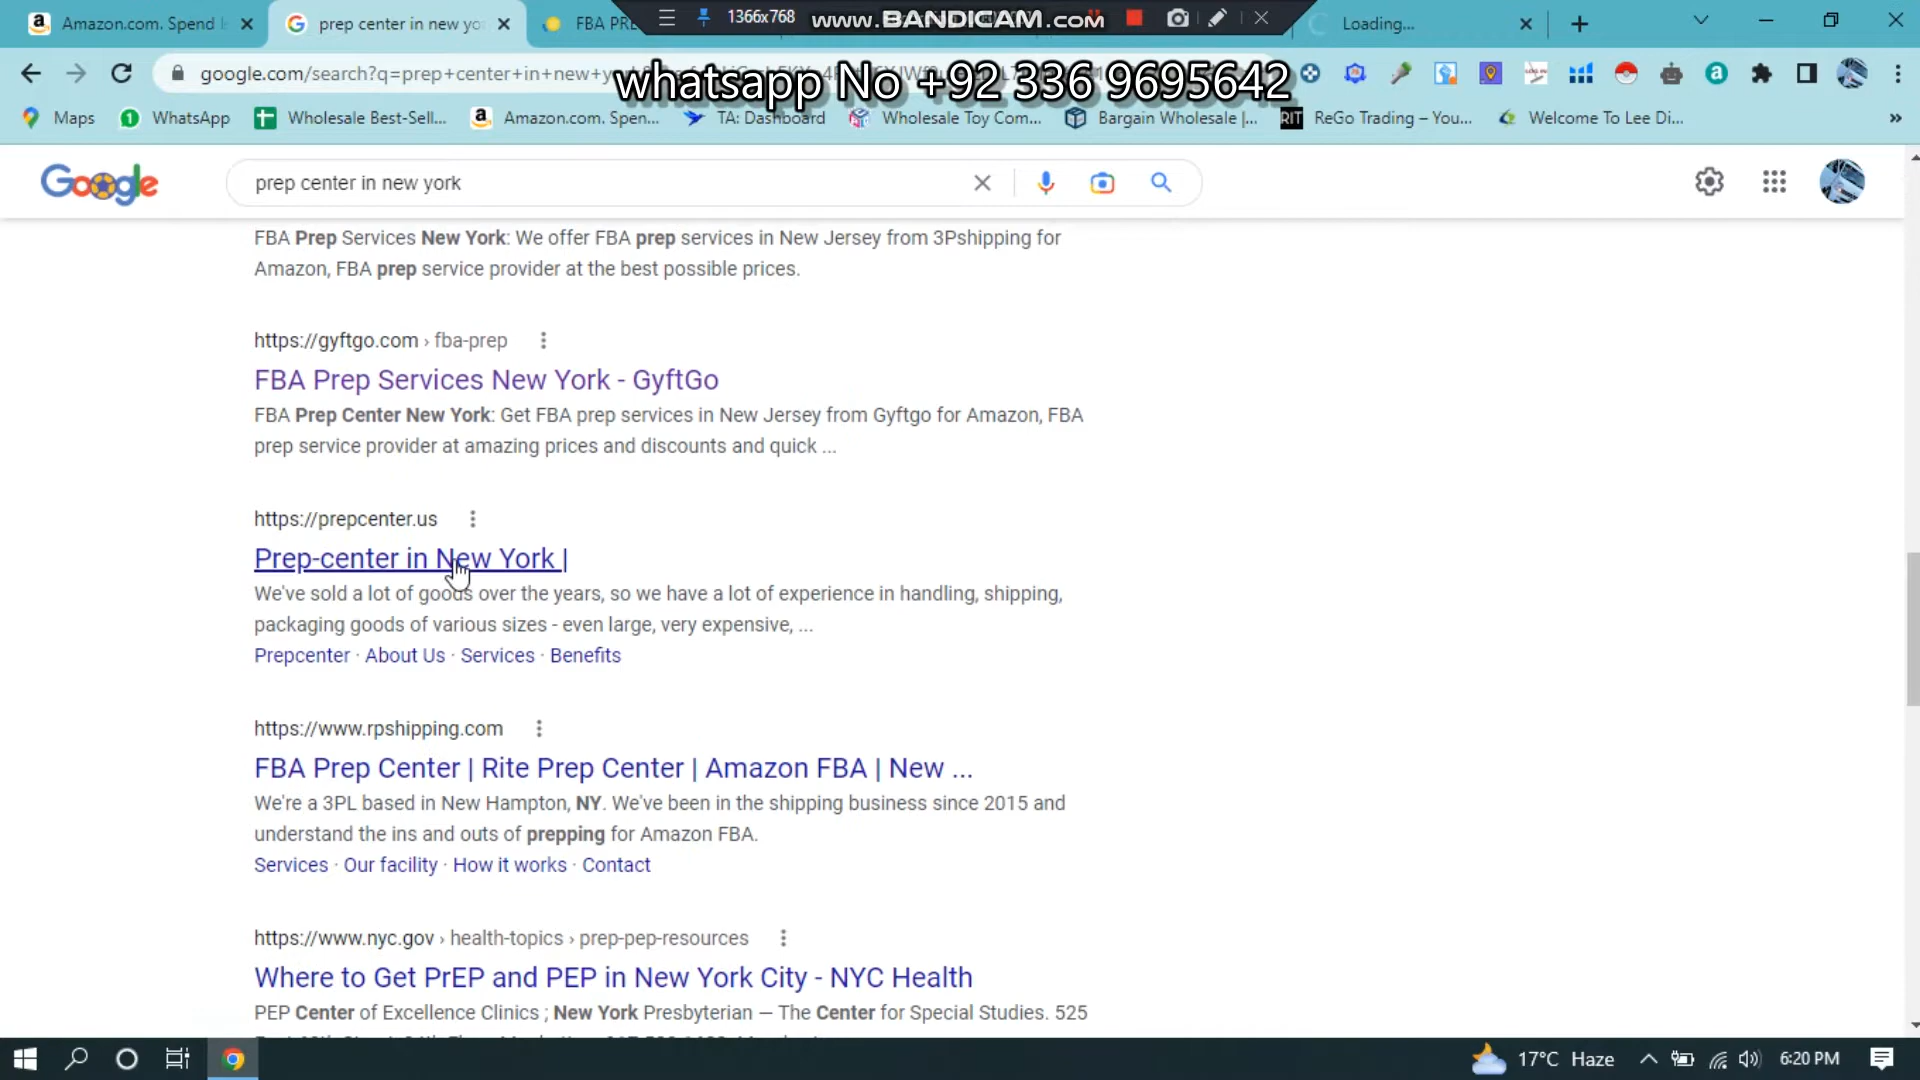 Amazon.com. Spend l
prep center in new yo
FBA PRE
1366x768
www.BANDICAM.com
Loading...
google.com/search?q=prep+center+in+new+y
whatsapp No +92 336 9695642
Maps
WhatsApp
Wholesale Best-Sell...
Amazon.com. Spen...
TA: Dashboard
Wholesale Toy Com...
Bargain Wholesale |...
RIT
ReGo Trading – You...
Welcome To Lee Di...
»
Google
prep center in new york
FBA Prep Services New York: We offer FBA prep services in New Jersey from 3Pshipping for
Amazon, FBA prep service provider at the best possible prices.
https://gyftgo.com › fba-prep
FBA Prep Services New York - GyftGo
FBA Prep Center New York: Get FBA prep services in New Jersey from Gyftgo for Amazon, FBA
prep service provider at amazing prices and discounts and quick ...
https://prepcenter.us
Prep-center in New York |
We've sold a lot of goods over the years, so we have a lot of experience in handling, shipping,
packaging goods of various sizes - even large, very expensive, ...
Prepcenter · About Us · Services · Benefits
https://www.rpshipping.com
FBA Prep Center | Rite Prep Center | Amazon FBA | New ...
We're a 3PL based in New Hampton, NY. We've been in the shipping business since 2015 and
understand the ins and outs of prepping for Amazon FBA.
Services · Our facility · How it works · Contact
https://www.nyc.gov › health-topics › prep-pep-resources
Where to Get PrEP and PEP in New York City - NYC Health
PEP Center of Excellence Clinics ; New York Presbyterian — The Center for Special Studies. 525
17°C Haze
6:20 PM